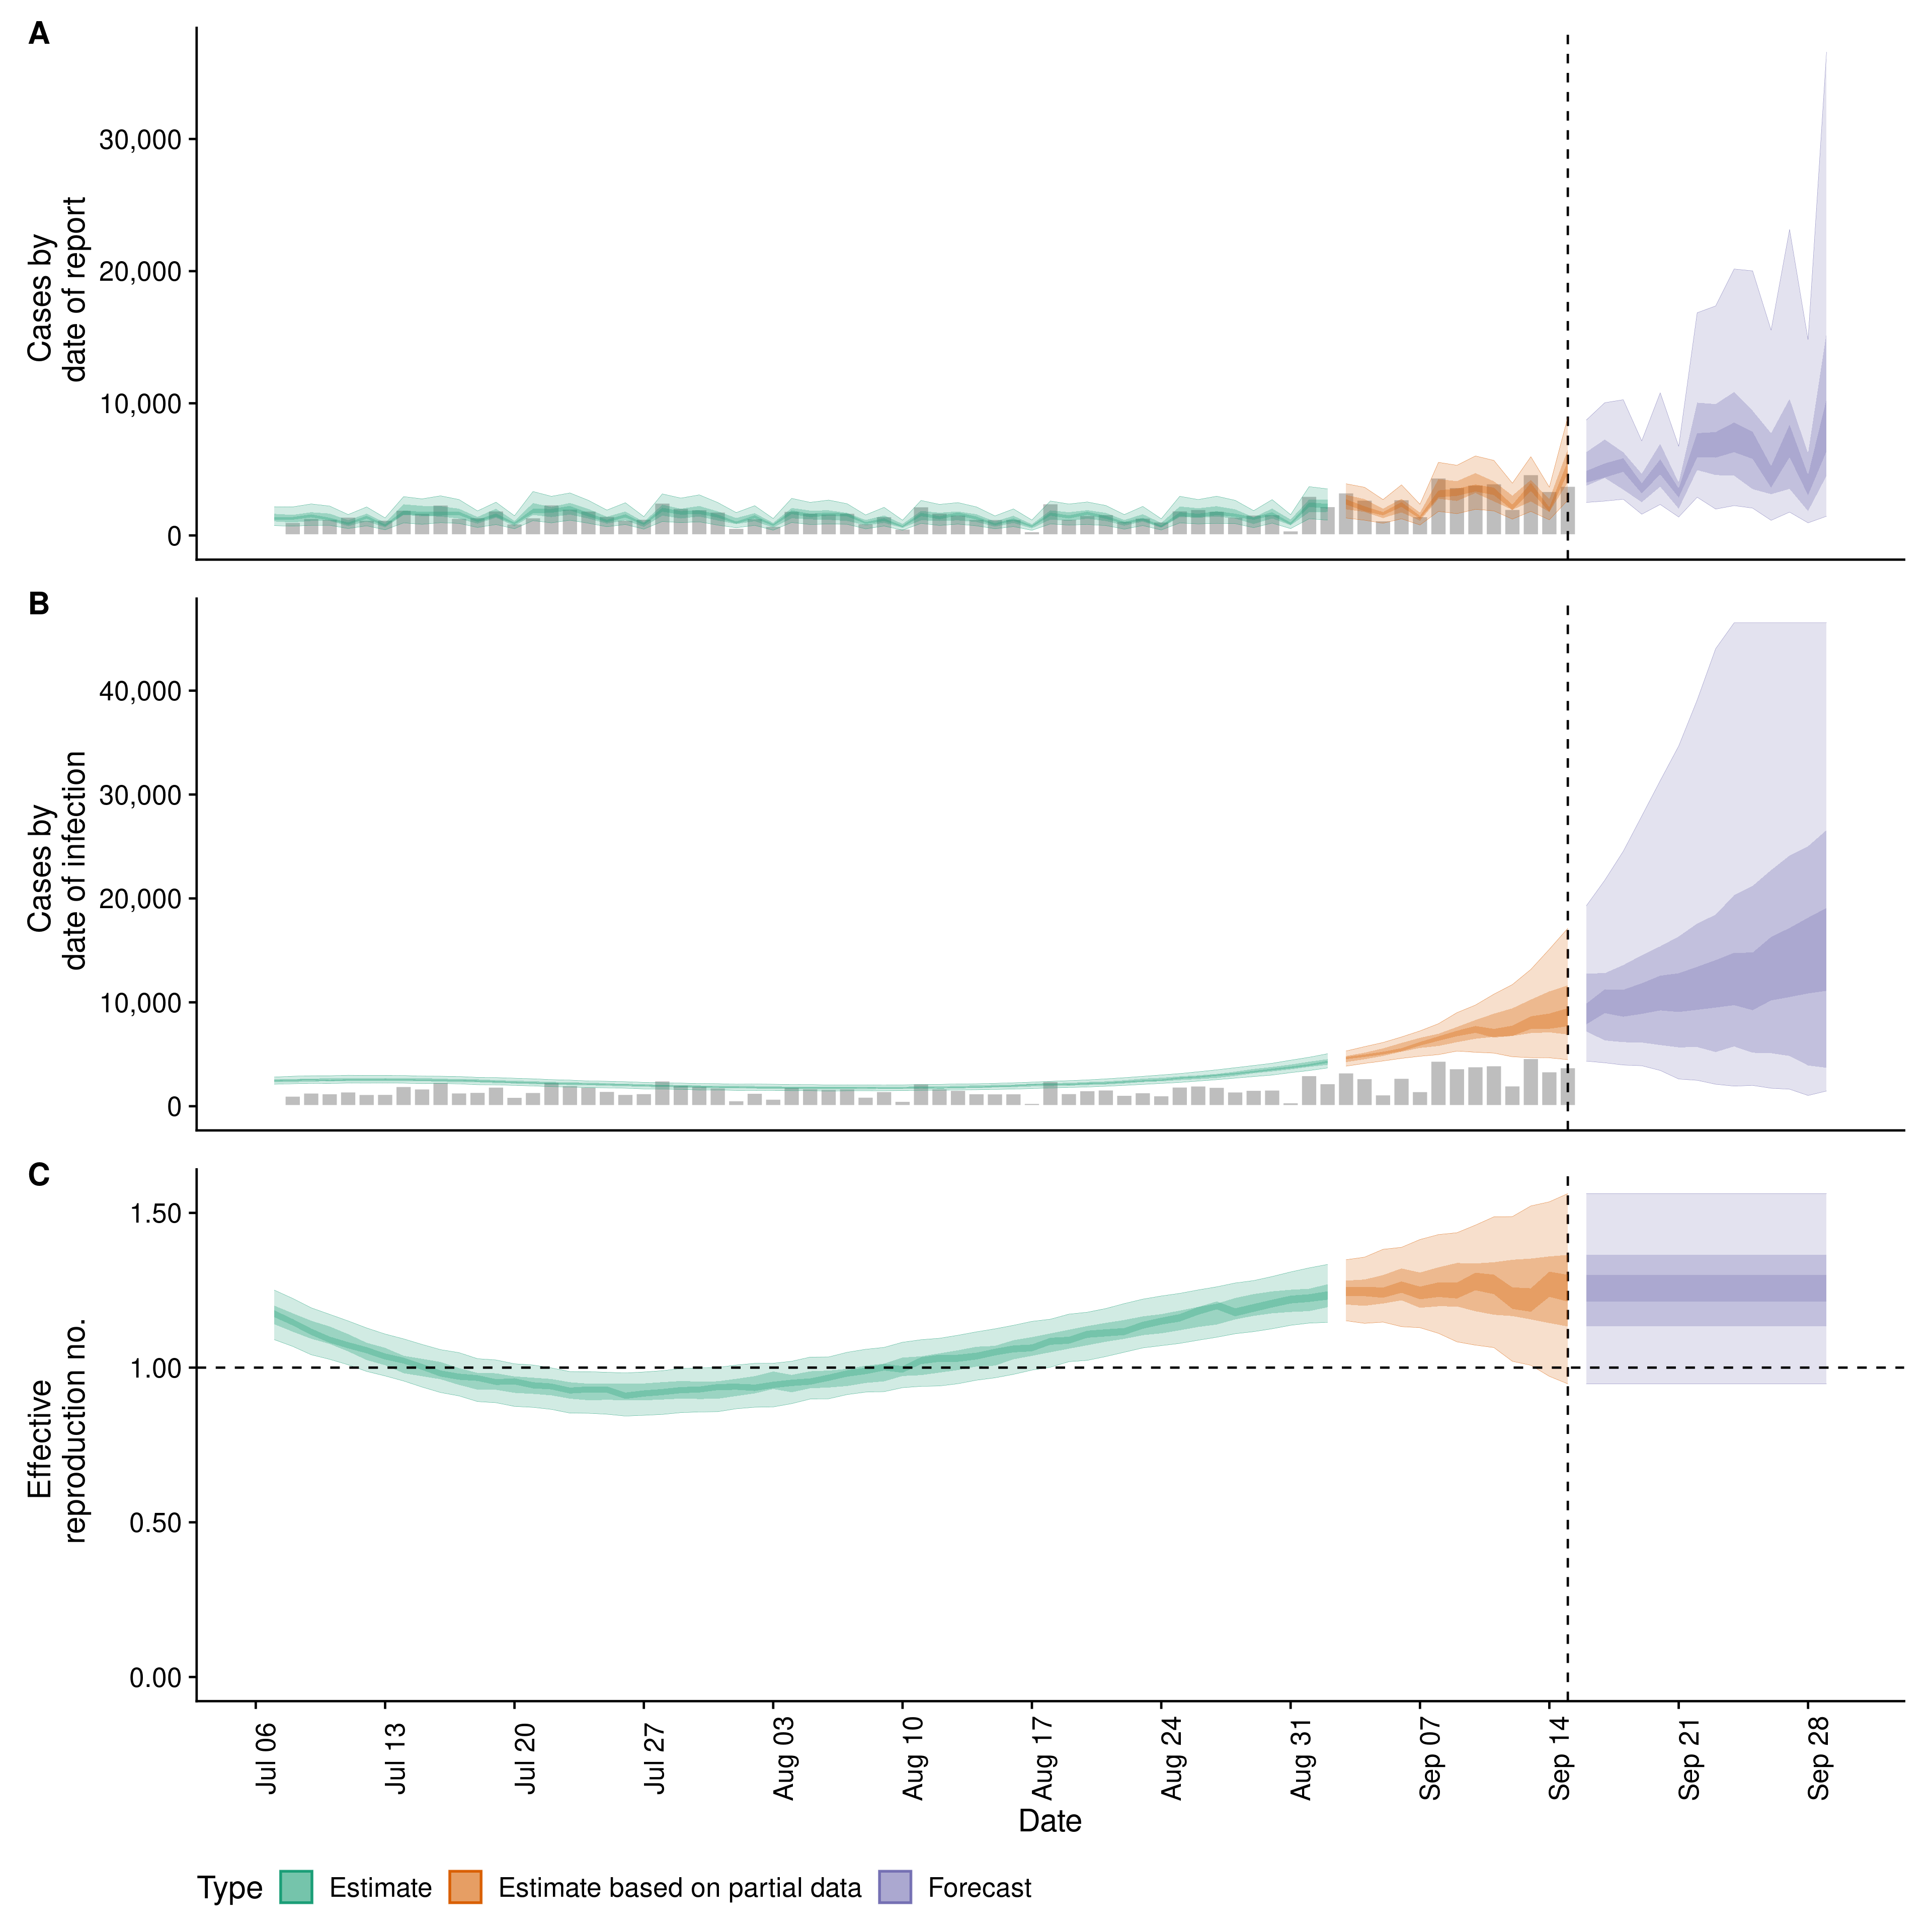 A
Cases by
date of report
30,000
20,000
10,000
0
B
Cases by
date of infection
40,000
30,000
20,000
10,000
0
C
Effective
reproduction no.
1.50
1.00
0.50
0.00
Jul 06
Jul 13
Jul 20
Jul 27
Aug 03
Aug 10
Aug 17
Aug 24
Aug 31
Sep 07
Sep 14
Sep 21
Sep 28
Date
Type Estimate Estimate based on partial data Forecast